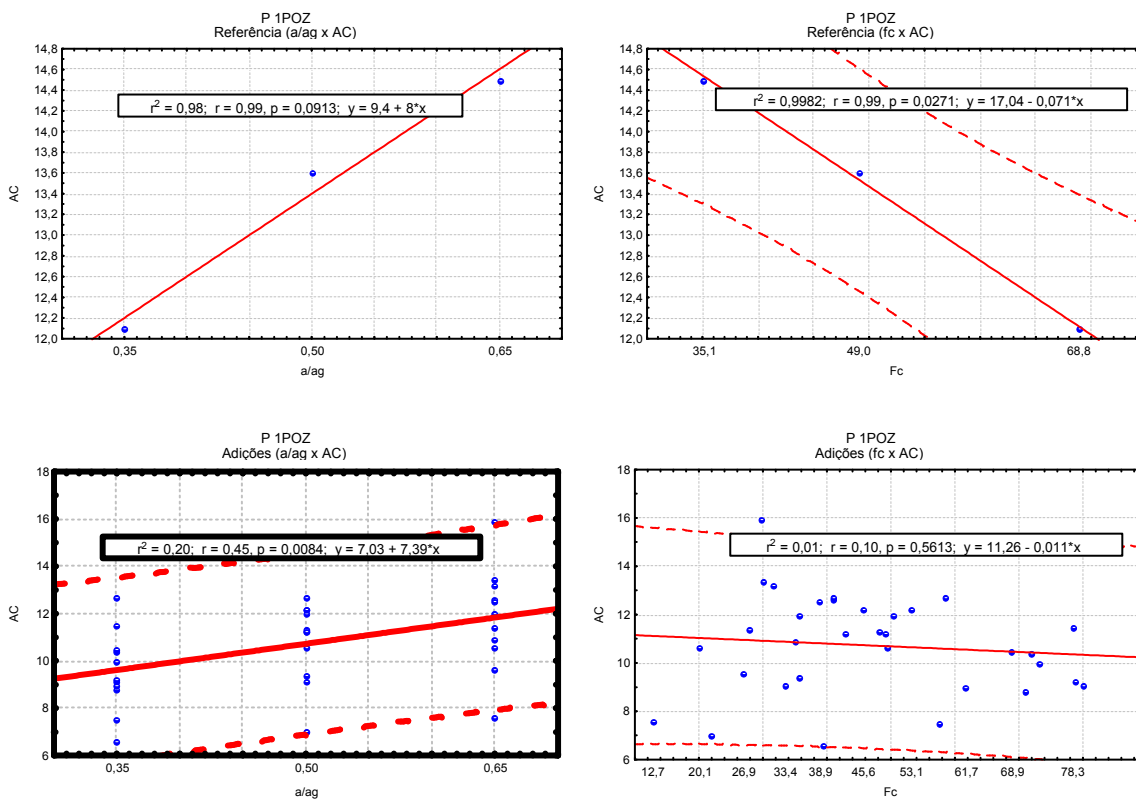 P 1POZ
Referência (a/ag x AC)
14,8
14,6
14,4
14,2
14,0
13,8
13,6
13,4
13,2
13,0
12,8
12,6
12,4
12,2
12,0
AC
r² = 0,98; r = 0,99, p = 0,0913; y = 9,4 + 8*x
0,35 0,50 0,65
a/ag
P 1POZ
Referência (fc x AC)
14,8
14,6
14,4
14,2
14,0
13,8
13,6
13,4
13,2
13,0
12,8
12,6
12,4
12,2
12,0
AC
r² = 0,9982; r = 0,99, p = 0,0271; y = 17,04 - 0,071*x
35,1 49,0 68,8
Fc
P 1POZ
Adições (a/ag x AC)
18
16
14
12
10
8
6
AC
r² = 0,20; r = 0,45, p = 0,0084; y = 7,03 + 7,39*x
0,35 0,50 0,65
a/ag
P 1POZ
Adições (fc x AC)
18
16
14
12
10
8
6
AC
r² = 0,01; r = 0,10, p = 0,5613; y = 11,26 - 0,011*x
12,7 20,1 26,9 33,4 38,9 45,6 53,1 61,7 68,9 78,3
Fc